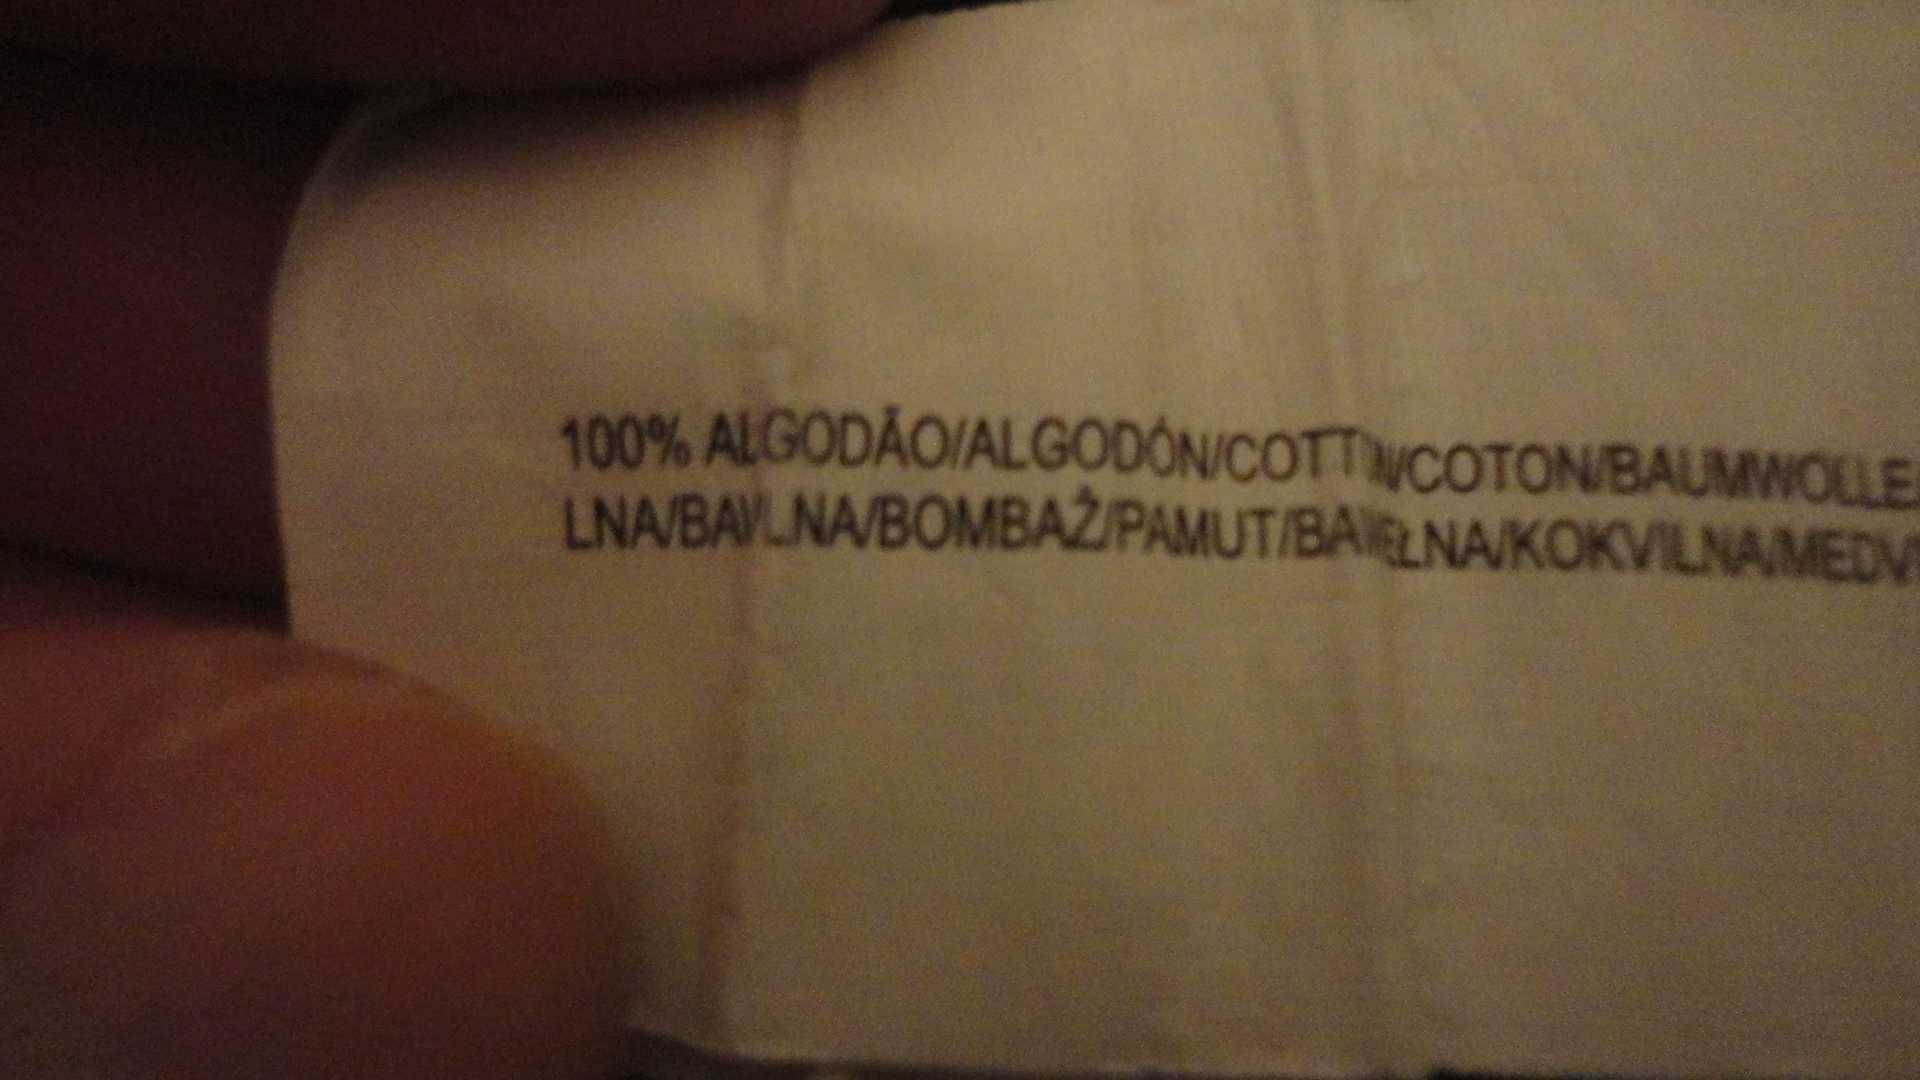 100% ALGODÃO/ALGODÓN/COTTON/COTON/BAUMWOLLE
LNA/BAVLNA/BOMBAŽ/PAMUT/BAWEŁNA/KOKVILNA/MEDV